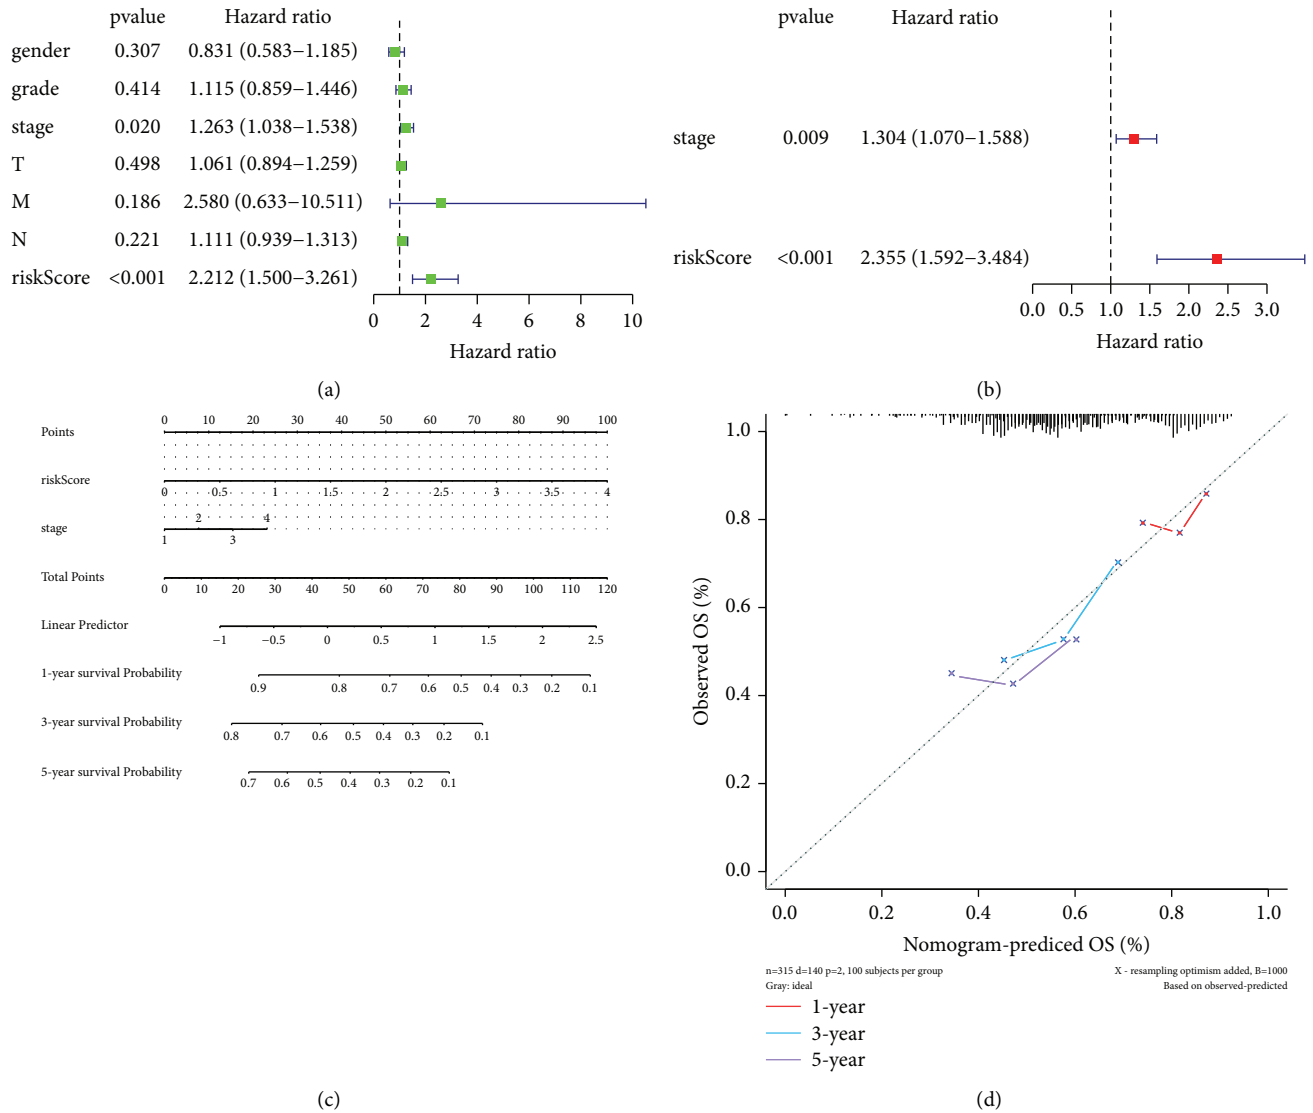 pvalue Hazard ratio
gender 0.307 0.831 (0.583−1.185)
grade 0.414 1.115 (0.859−1.446)
stage 0.020 1.263 (1.038−1.538)
T 0.498 1.061 (0.894−1.259)
M 0.186 2.580 (0.633−10.511)
N 0.221 1.111 (0.939−1.313)
riskScore <0.001 2.212 (1.500−3.261)
0 2 4 6 8 10
Hazard ratio
(a)
pvalue Hazard ratio
stage 0.009 1.304 (1.070−1.588)
riskScore <0.001 2.355 (1.592−3.484)
0.0 0.5 1.0 1.5 2.0 2.5 3.0
Hazard ratio
(b)
0 10 20 30 40 50 60 70 80 90 100
Points
riskScore
0 0.5 1 1.5 2 2.5 3 3.5 4
2 4
stage
1 3
Total Points
0 10 20 30 40 50 60 70 80 90 100 110 120
Linear Predictor
−1 −0.5 0 0.5 1 1.5 2 2.5
1-year survival Probability
0.9 0.8 0.7 0.6 0.5 0.4 0.3 0.2 0.1
3-year survival Probability
0.8 0.7 0.6 0.5 0.4 0.3 0.2 0.1
5-year survival Probability
0.7 0.6 0.5 0.4 0.3 0.2 0.1
(c)
1.0
0.8
0.6
0.4
0.2
0.0
Observed OS (%)
0.0 0.2 0.4 0.6 0.8 1.0
Nomogram-prediced OS (%)
n=315 d=140 p=2, 100 subjects per group
Gray: ideal
X - resampling optimism added, B=1000
Based on observed-predicted
1-year
3-year
5-year
(d)